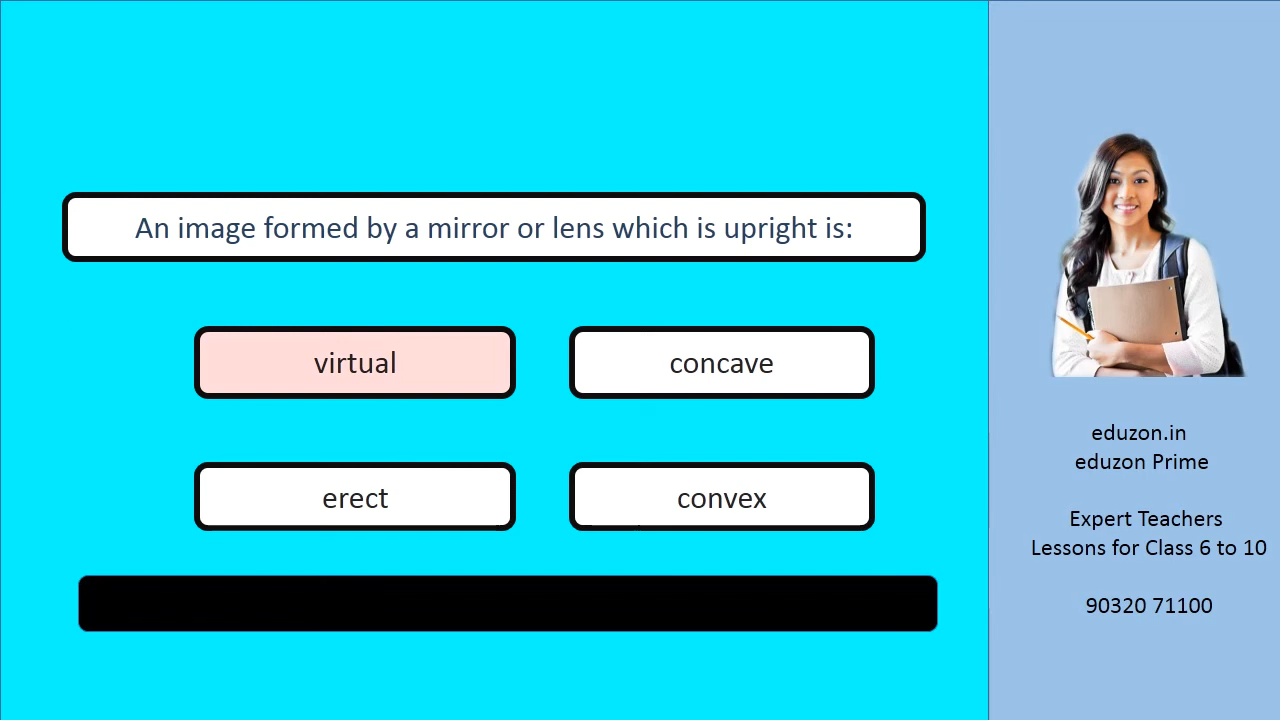 An image formed by a mirror or lens which is upright is:
virtual
concave
erect
convex
eduzon.in
eduzon Prime
Expert Teachers
Lessons for Class 6 to 10
90320 71100